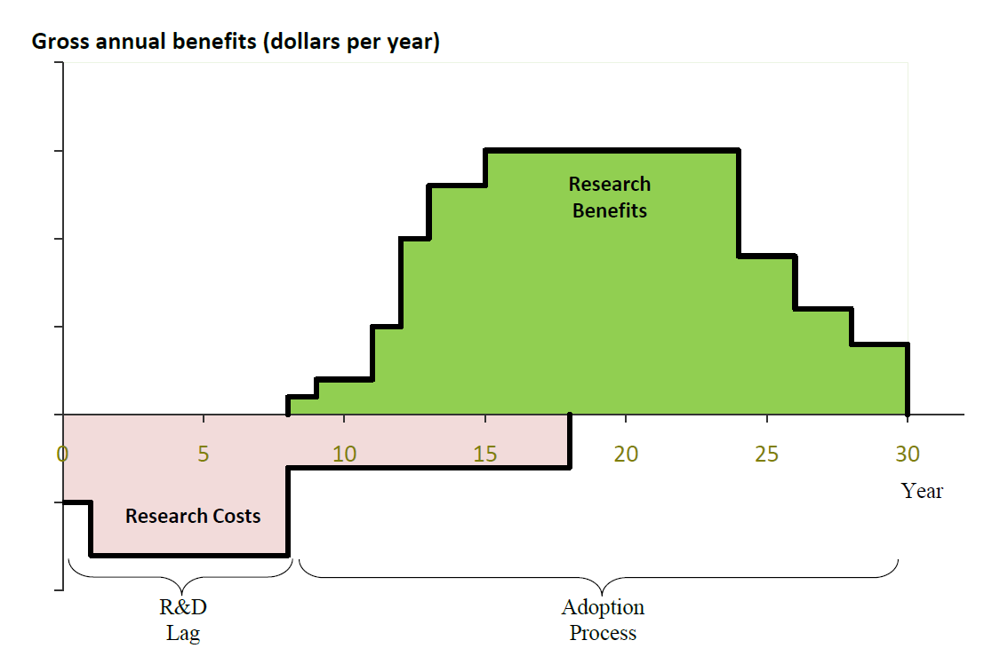 Gross annual benefits (dollars per year)
Research
Benefits
0 5 10 15 20 25 30
Year
Research Costs
R&D
Lag
Adoption
Process